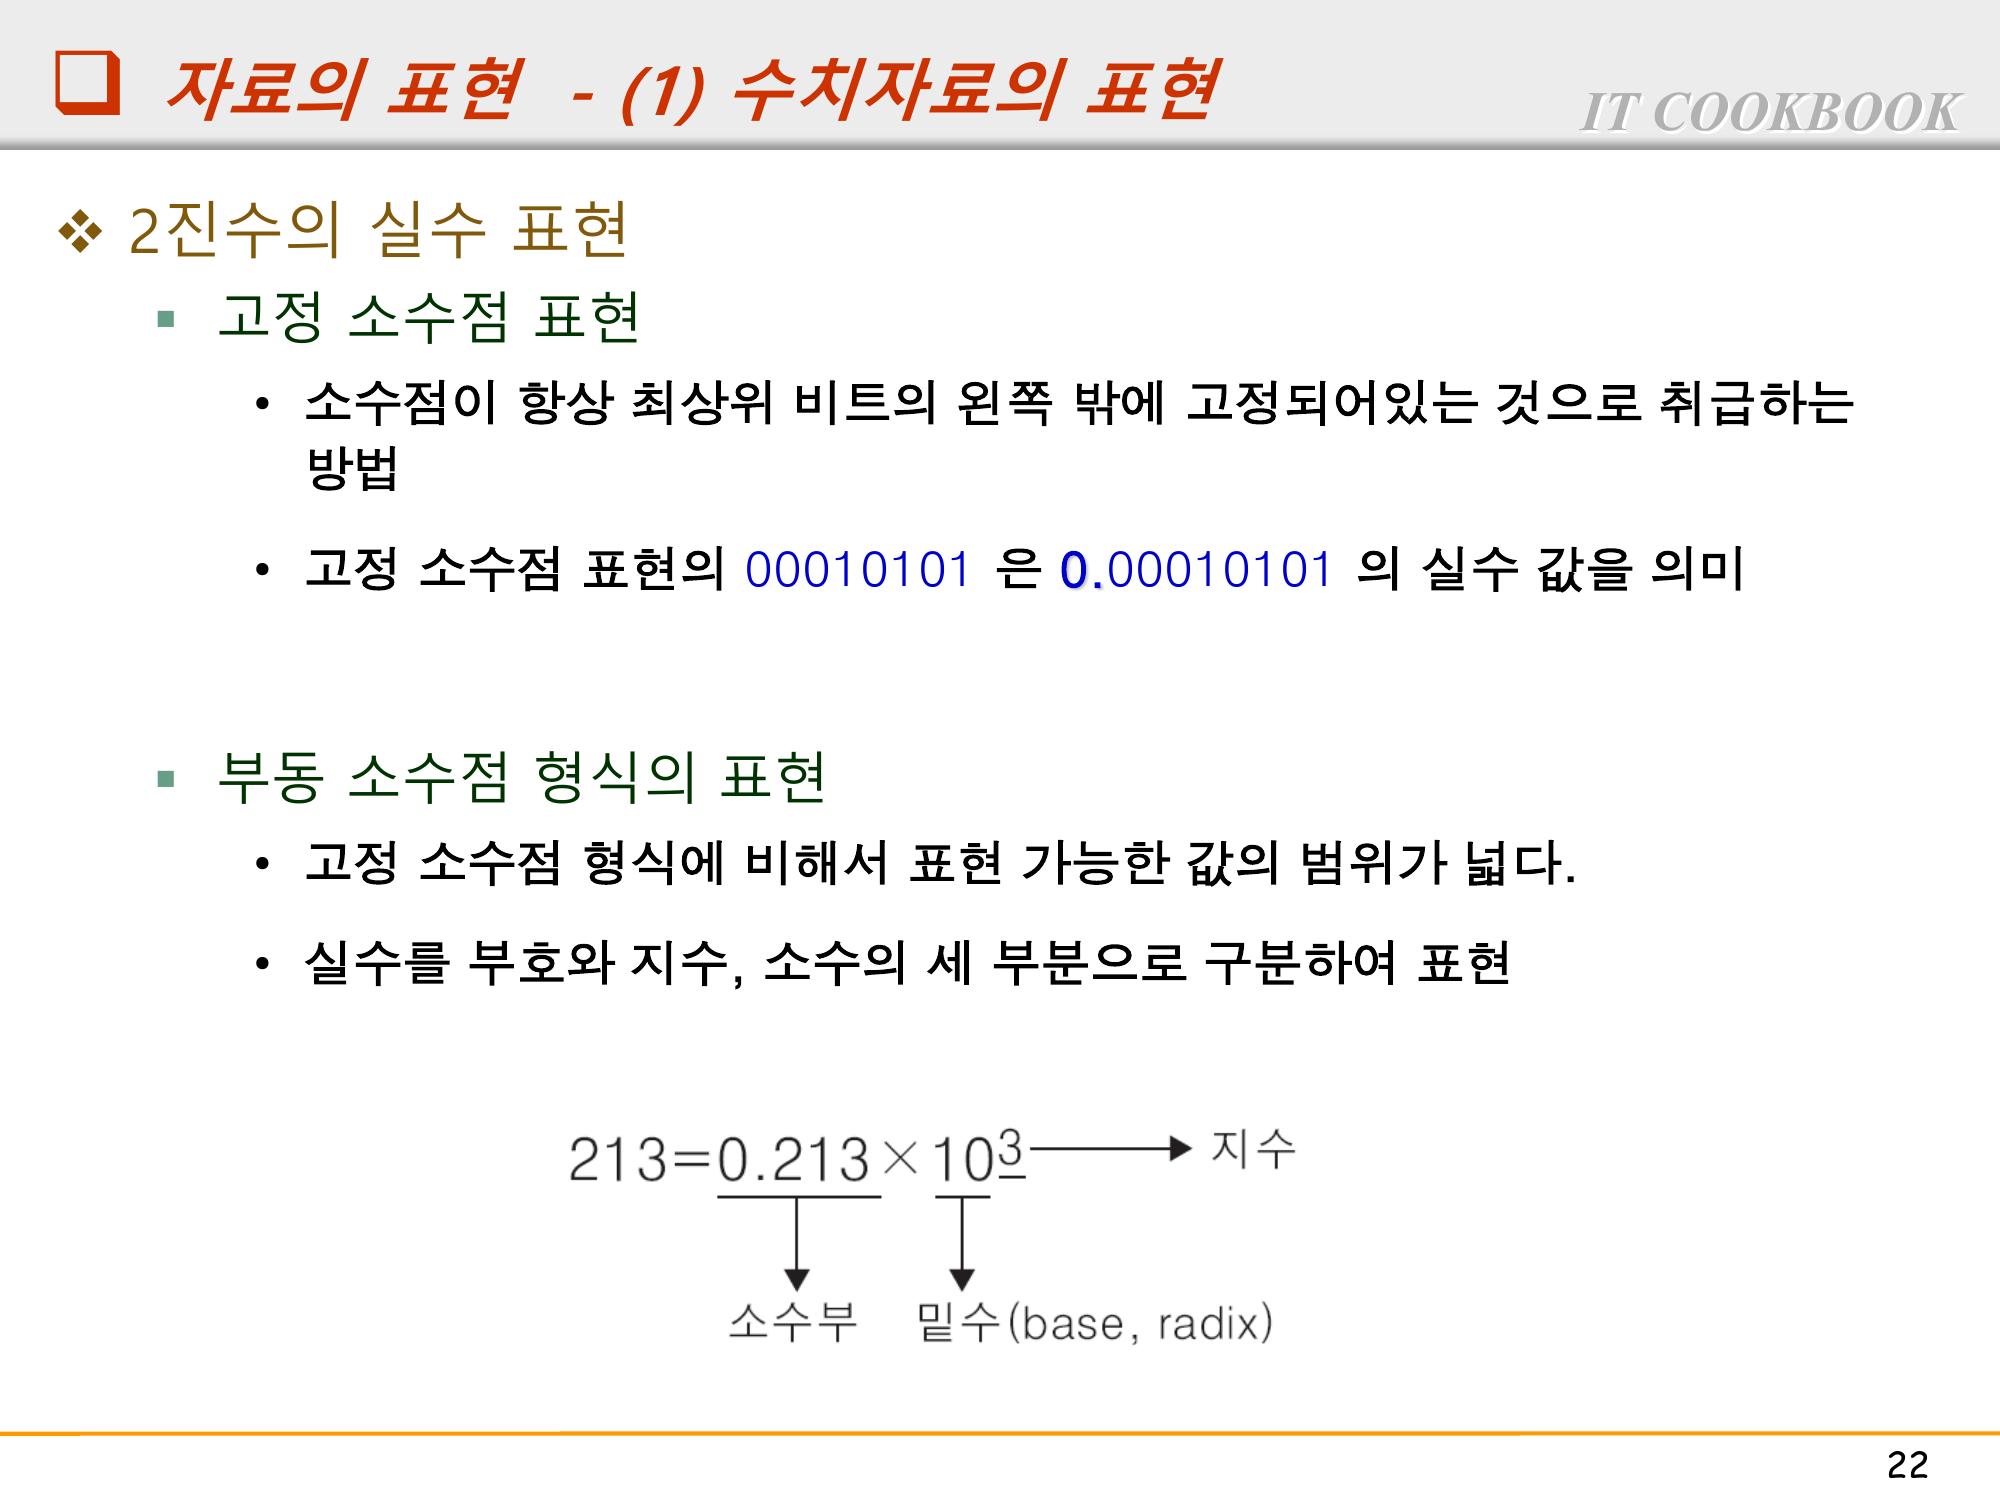 ❑ 자료의 표현 - (1) 수치자료의 표현
IT COOKBOOK
❖ 2진수의 실수 표현
▪ 고정 소수점 표현
• 소수점이 항상 최상위 비트의 왼쪽 밖에 고정되어있는 것으로 취급하는
방법
• 고정 소수점 표현의 00010101 은 0.00010101 의 실수 값을 의미
▪ 부동 소수점 형식의 표현
• 고정 소수점 형식에 비해서 표현 가능한 값의 범위가 넓다.
• 실수를 부호와 지수, 소수의 세 부분으로 구분하여 표현
213=0.213×10³ 지수
소수부 밑수(base, radix)
22